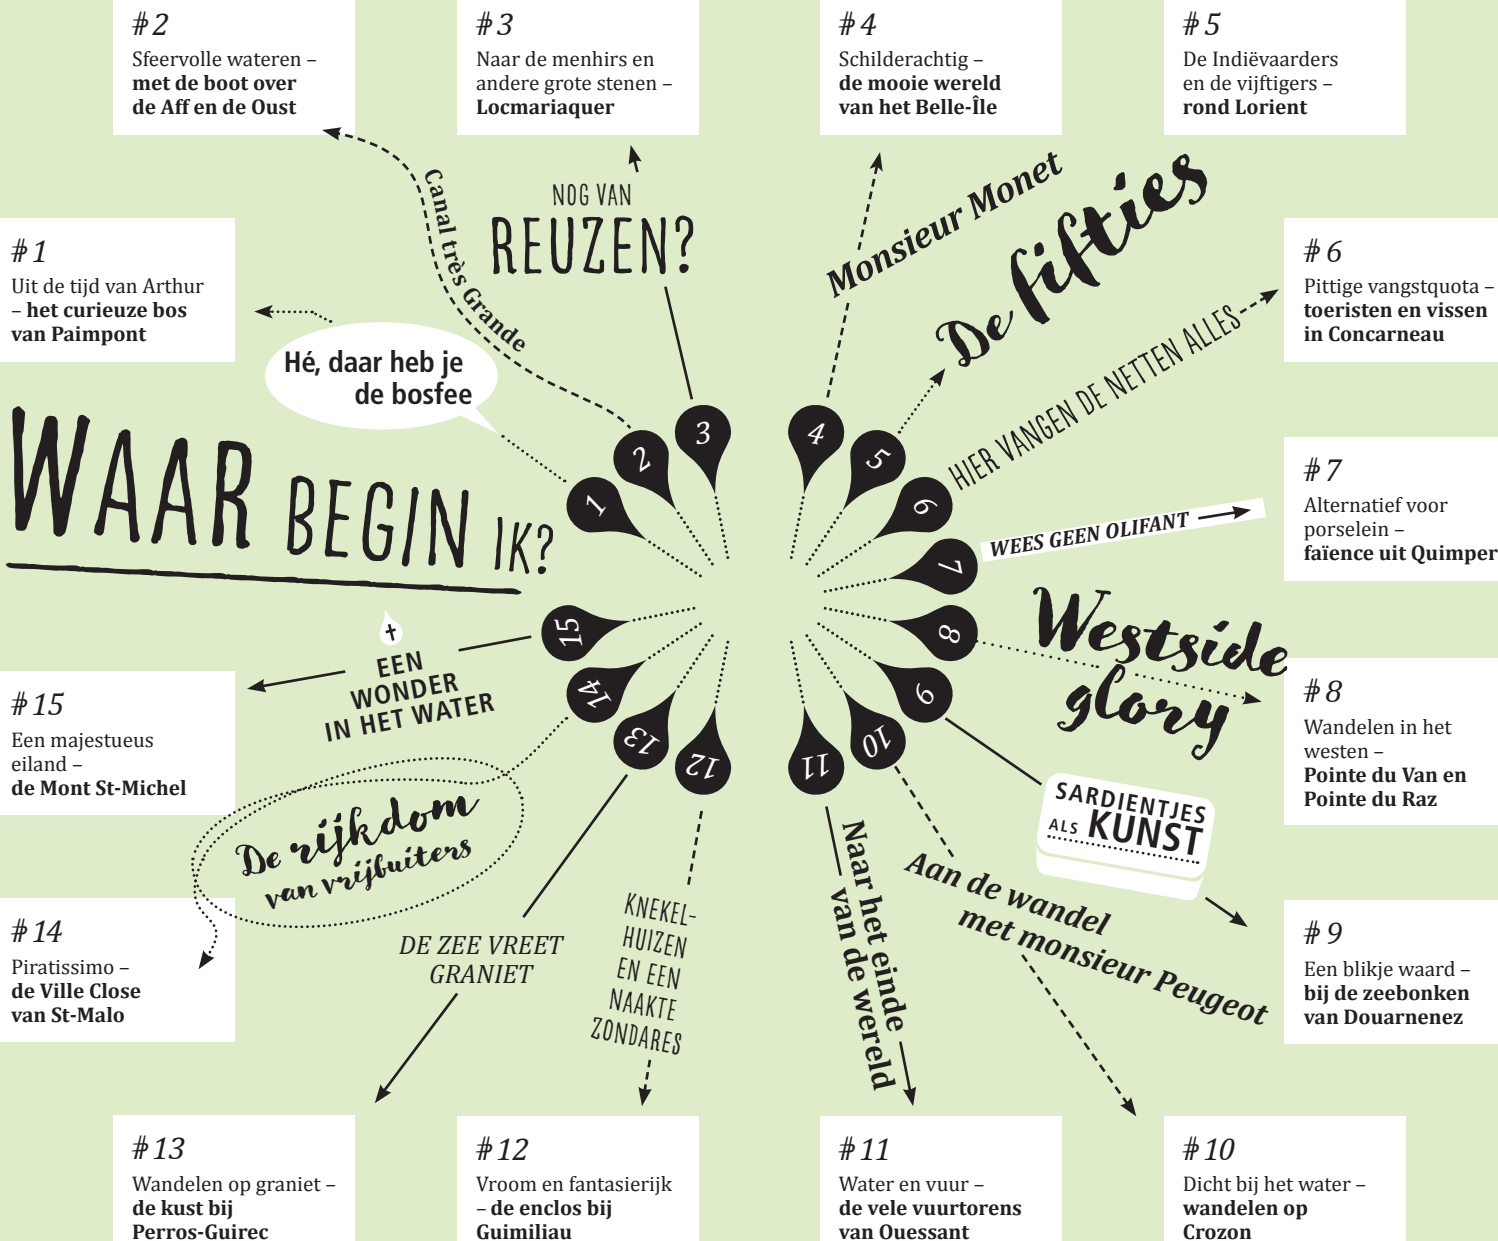 #2
Sfeervolle wateren –
met de boot over
de Aff en de Oust
#3
Naar de menhirs en
andere grote stenen –
Locmariaquer
#4
Schilderachtig –
de mooie wereld
van het Belle-Île
#5
De Indiëvaarders
en de vijftigers –
rond Lorient
#1
Uit de tijd van Arthur
– het curieuze bos
van Paimpont
Canal très Grande
NOG VAN
REUZEN?
Monsieur Monet
De fifties
#6
Pittige vangstquota –
toeristen en vissen
in Concarneau
Hé, daar heb je
de bosfee
HIER VANGEN DE NETTEN ALLES
WAAR BEGIN IK?
1
2
3
4
5
6
7
8
9
10
11
12
13
14
15
WEES GEEN OLIFANT
#7
Alternatief voor
porselein –
faïence uit Quimper
Westside
glory
EEN
WONDER
IN HET WATER
#15
Een majestueus
eiland –
de Mont St-Michel
#8
Wandelen in het
westen –
Pointe du Van en
Pointe du Raz
De rijkdom
van vrijbuiters
SARDIENTJES
ALS KUNST
#14
Piratissimo –
de Ville Close
van St-Malo
DE ZEE VREET
GRANIET
KNEKEL-
HUIZEN
EN EEN
NAAKTE
ZONDARES
Naar het einde
van de wereld
Aan de wandel
met monsieur Peugeot
#9
Een blikje waard –
bij de zeebonken
van Douarnenez
#13
Wandelen op graniet –
de kust bij
Perros-Guirec
#12
Vroom en fantasierijk
– de enclos bij
Guimiliau
#11
Water en vuur –
de vele vuurtorens
van Ouessant
#10
Dicht bij het water –
wandelen op
Crozon